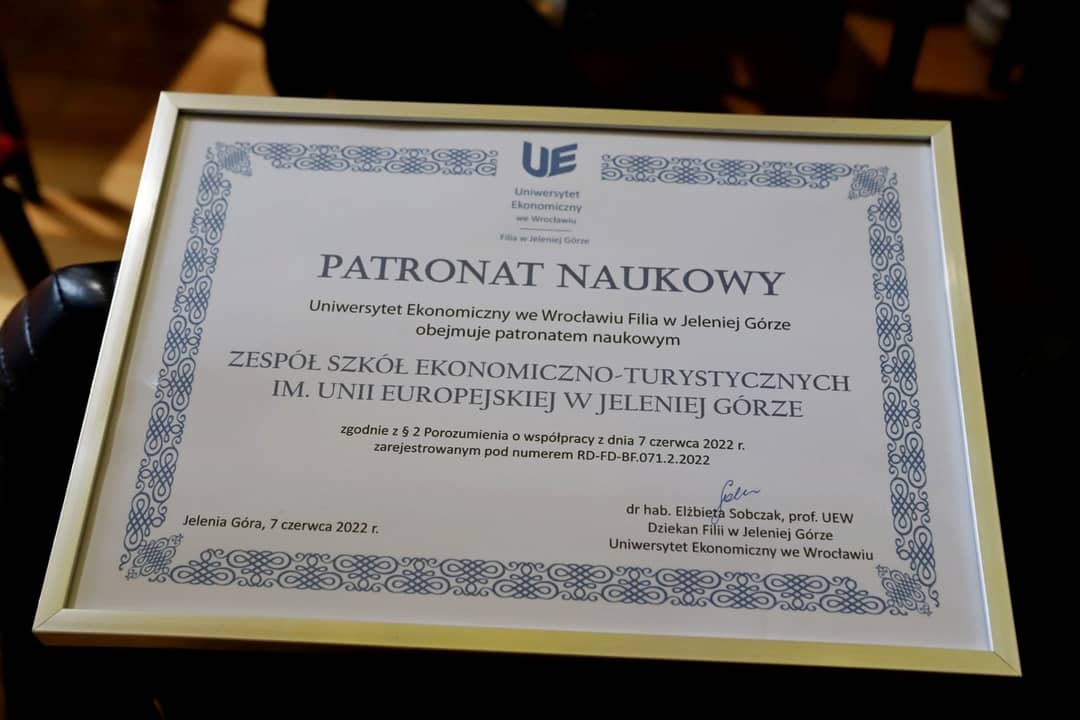 UE
Uniwersytet
Ekonomiczny
we Wrocławiu
Filia w Jeleniej Górze
PATRONAT NAUKOWY
Uniwersytet Ekonomiczny we Wrocławiu Filia w Jeleniej Górze
obejmuje patronatem naukowym
ZESPÓŁ SZKÓŁ EKONOMICZNO-TURYSTYCZNYCH
IM. UNII EUROPEJSKIEJ W JELENIEJ GÓRZE
zgodnie z § 2 Porozumienia o współpracy z dnia 7 czerwca 2022 r.
zarejestrowanym pod numerem RD-FD-BF.071.2.2022
Jelenia Góra, 7 czerwca 2022 r.
dr hab. Elżbieta Sobczak, prof. UEW
Dziekan Filii w Jeleniej Górze
Uniwersytet Ekonomiczny we Wrocławiu